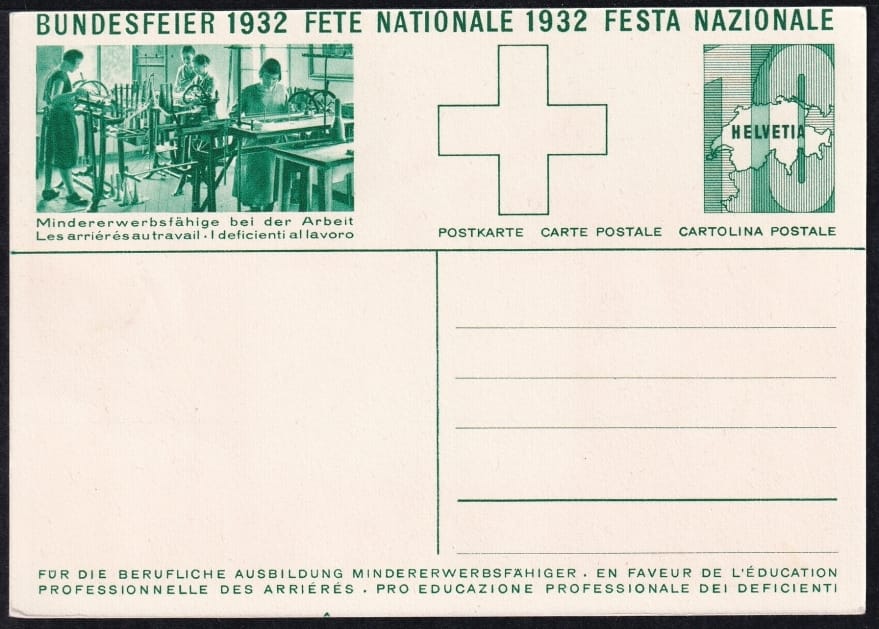 BUNDESFEIER 1932 FETE NATIONALE 1932 FESTA NAZIONALE
Mindererwerbsfähige bei der Arbeit
Les arriérés au travail · I deficienti al lavoro
10
HELVETIA
POSTKARTE CARTE POSTALE CARTOLINA POSTALE
FÜR DIE BERUFLICHE AUSBILDUNG MINDERERWERBSFÄHIGER · EN FAVEUR DE L'ÉDUCATION
PROFESSIONNELLE DES ARRIÉRÉS · PRO EDUCAZIONE PROFESSIONALE DEI DEFICIENTI